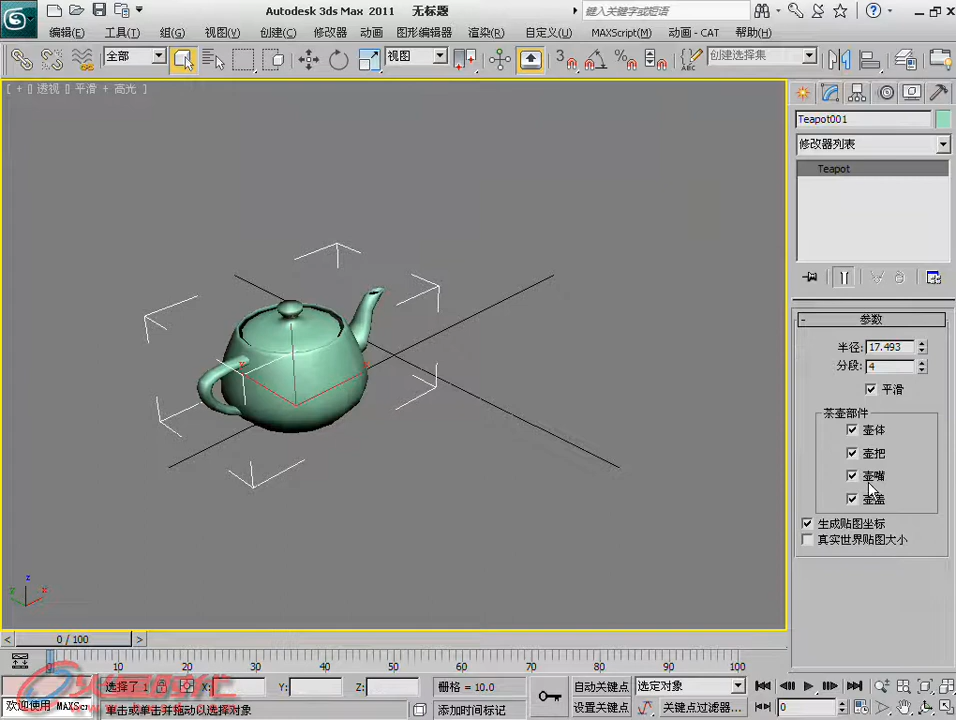 Autodesk 3ds Max 2011 无标题
键入关键字或短语
编辑(E) 工具(T) 组(G) 视图(V) 创建(C) 修改器 动画 图形编辑器 渲染(R) 自定义(U) MAXScript(M) 动画 - CAT 帮助(H)
全部 视图 3 创建选择集
[ + [] 透视 [] 平滑 + 高光 ]
Teapot001
修改器列表
Teapot
- 参数
半径: 17.493
分段: 4
平滑
茶壶部件
壶体
壶把
壶嘴
壶盖
生成贴图坐标
真实世界贴图大小
z
x
< 0 / 100 >
0 10 20 30 40 50 60 70 80 90 100
选择了 1 X: Y: Z: 栅格 = 10.0 自动关键点 选定对象
欢迎使用 MAXScr 单击或单击并拖动以选择对象 添加时间标记 设置关键点 关键点过滤器... 0